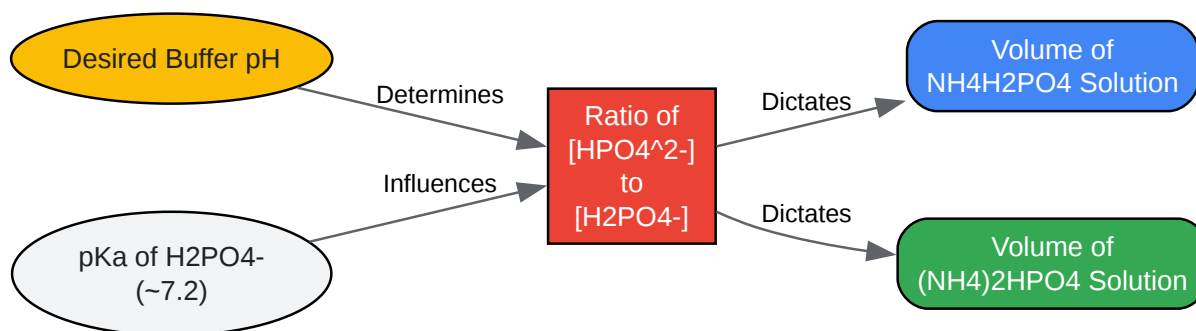 Desired Buffer pH
Determines
Influences
pKa of H2PO4-
(~7.2)
Ratio of
[HPO4^2-]
to
[H2PO4-]
Dictates
Dictates
Volume of
NH4H2PO4 Solution
Volume of
(NH4)2HPO4 Solution